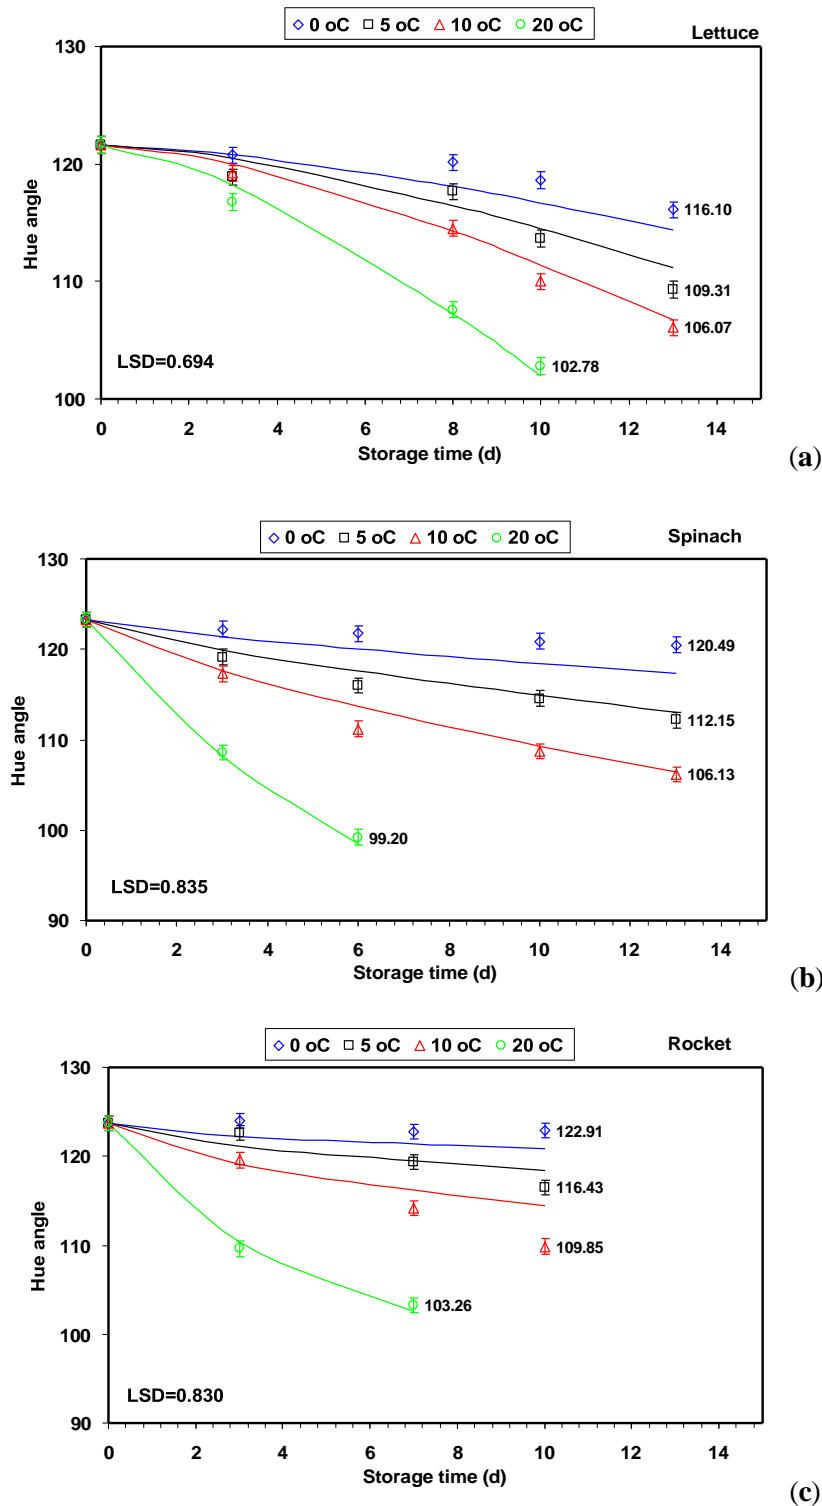 0 oC 5 oC 10 oC 20 oC
Lettuce
130
120
110
100
Hue angle
116.10
109.31
106.07
102.78
LSD=0.694
0 2 4 6 8 10 12 14
Storage time (d)
(a)
0 oC 5 oC 10 oC 20 oC
Spinach
130
120
110
100
90
Hue angle
120.49
112.15
106.13
99.20
LSD=0.835
0 2 4 6 8 10 12 14
Storage time (d)
(b)
0 oC 5 oC 10 oC 20 oC
Rocket
130
120
110
100
90
Hue angle
122.91
116.43
109.85
103.26
LSD=0.830
0 2 4 6 8 10 12 14
Storage time (d)
(c)